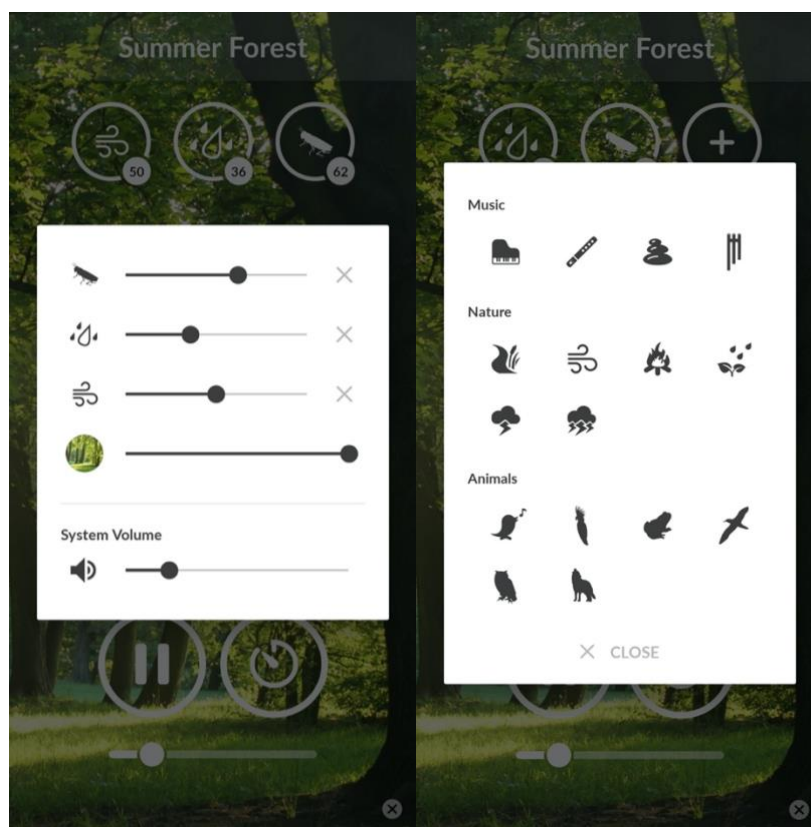 Summer Forest
50
36
62
System Volume
Summer Forest
Music
Nature
Animals
CLOSE